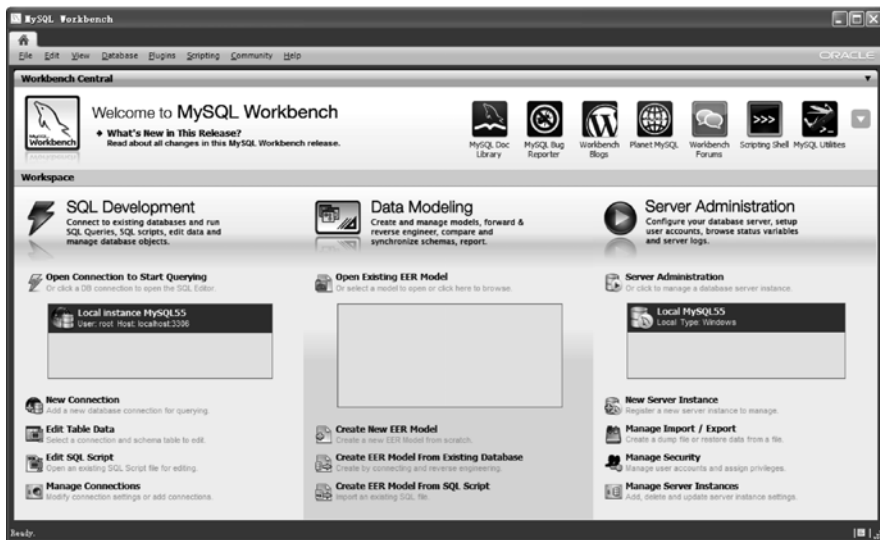 MySQL Workbench
File Edit View Database Plugins Scripting Community Help
ORACLE
Workbench Central
MySQL
Workbench
Welcome to MySQL Workbench
What's New in This Release?
Read about all changes in this MySQL Workbench release.
MySQL Doc
Library
MySQL Bug
Reporter
Workbench
Blogs
Planet MySQL
Workbench
Forums
Scripting Shell
MySQL Utilities
Workspace
SQL Development
Connect to existing databases and run
SQL Queries, SQL scripts, edit data and
manage database objects.
Open Connection to Start Querying
Or click a DB connection to open the SQL Editor.
Local instance MySQL55
User: root Host: localhost:3306
New Connection
Add a new database connection for querying.
Edit Table Data
Select a connection and schema table to edit.
Edit SQL Script
Open an existing SQL Script file for editing.
Manage Connections
Modify connection settings or add connections.
Data Modeling
Create and manage models, forward &
reverse engineer, compare and
synchronize schemas, report.
Open Existing EER Model
Or select a model to open or click here to browse.
Create New EER Model
Create a new EER Model from scratch.
Create EER Model From Existing Database
Create by connecting and reverse engineering.
Create EER Model From SQL Script
Import an existing SQL file.
Server Administration
Configure your database server, setup
user accounts, browse status variables
and server logs.
Server Administration
Or click to manage a database server instance.
Local MySQL55
Local Type: Windows
New Server Instance
Register a new server instance to manage.
Manage Import / Export
Create a dump file or restore data from a file.
Manage Security
Manage user accounts and assign privileges.
Manage Server Instances
Add, delete and update server instance settings.
Ready.